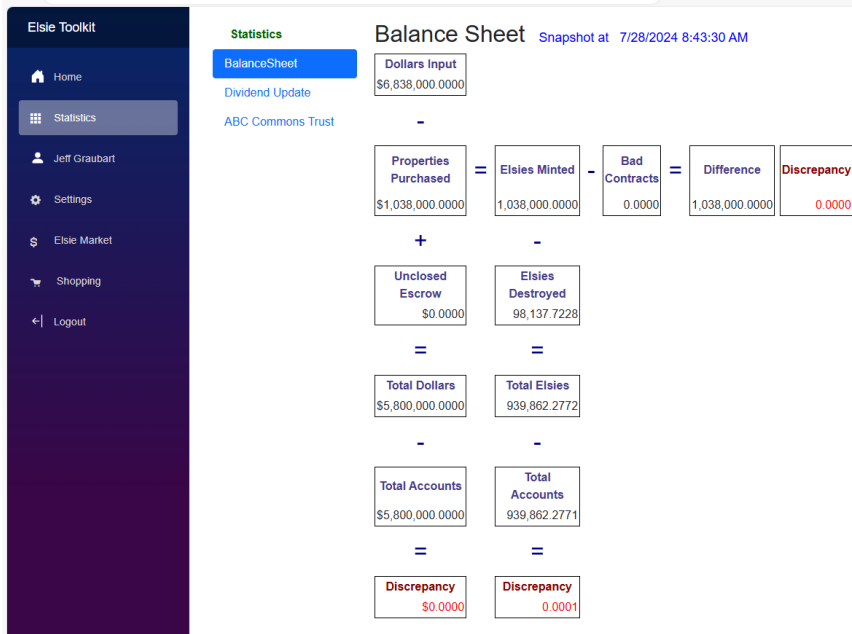 Elsie Toolkit
Home
Statistics
Jeff Graubart
Settings
$ Elsie Market
Shopping
Logout
Statistics
BalanceSheet
Dividend Update
ABC Commons Trust
Balance Sheet Snapshot at 7/28/2024 8:43:30 AM
Dollars Input
$6,838,000.0000
-
Properties Purchased = Elsies Minted - Bad Contracts = Difference Discrepancy
$1,038,000.0000 1,038,000.0000 0.0000 1,038,000.0000 0.0000
+ -
Unclosed Escrow Elsies Destroyed
$0.0000 98,137.7228
= =
Total Dollars Total Elsies
$5,800,000.0000 939,862.2772
- -
Total Accounts Total Accounts
$5,800,000.0000 939,862.2771
= =
Discrepancy Discrepancy
$0.0000 0.0001